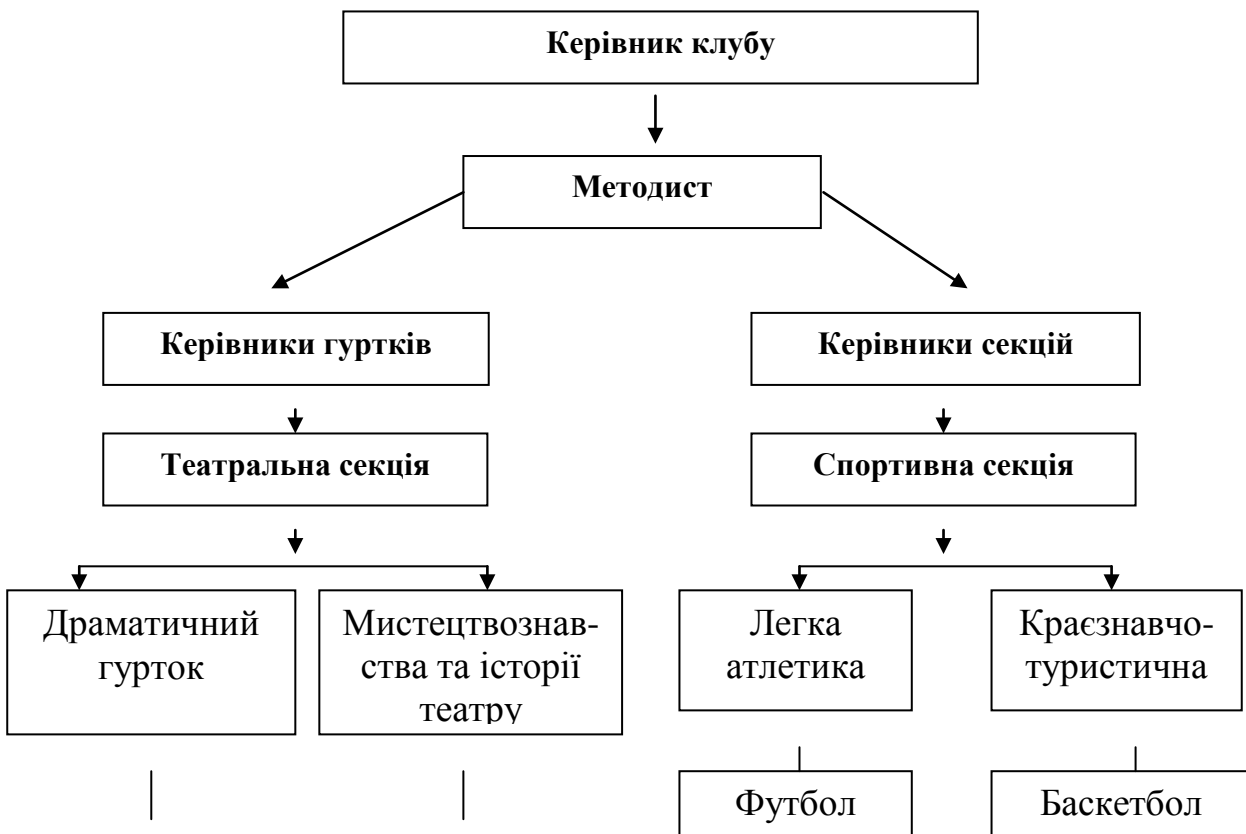 Керівник клубу
Методист
Керівники гуртків
Керівники секцій
Театральна секція
Спортивна секція
Драматичний
гурток
Мистецтвознав-
ства та історії
театру
Легка
атлетика
Краєзнавчо-
туристична
Футбол
Баскетбол